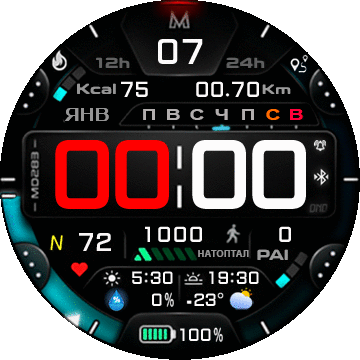 12h 07 24h
Kcal 75 00.70 Km
ЯНВ П В С Ч П С В
MD283
00 00
DND
N 72 1000 0
НАТОПТАЛ PAI
5:30 19:30
0% -23°
100%